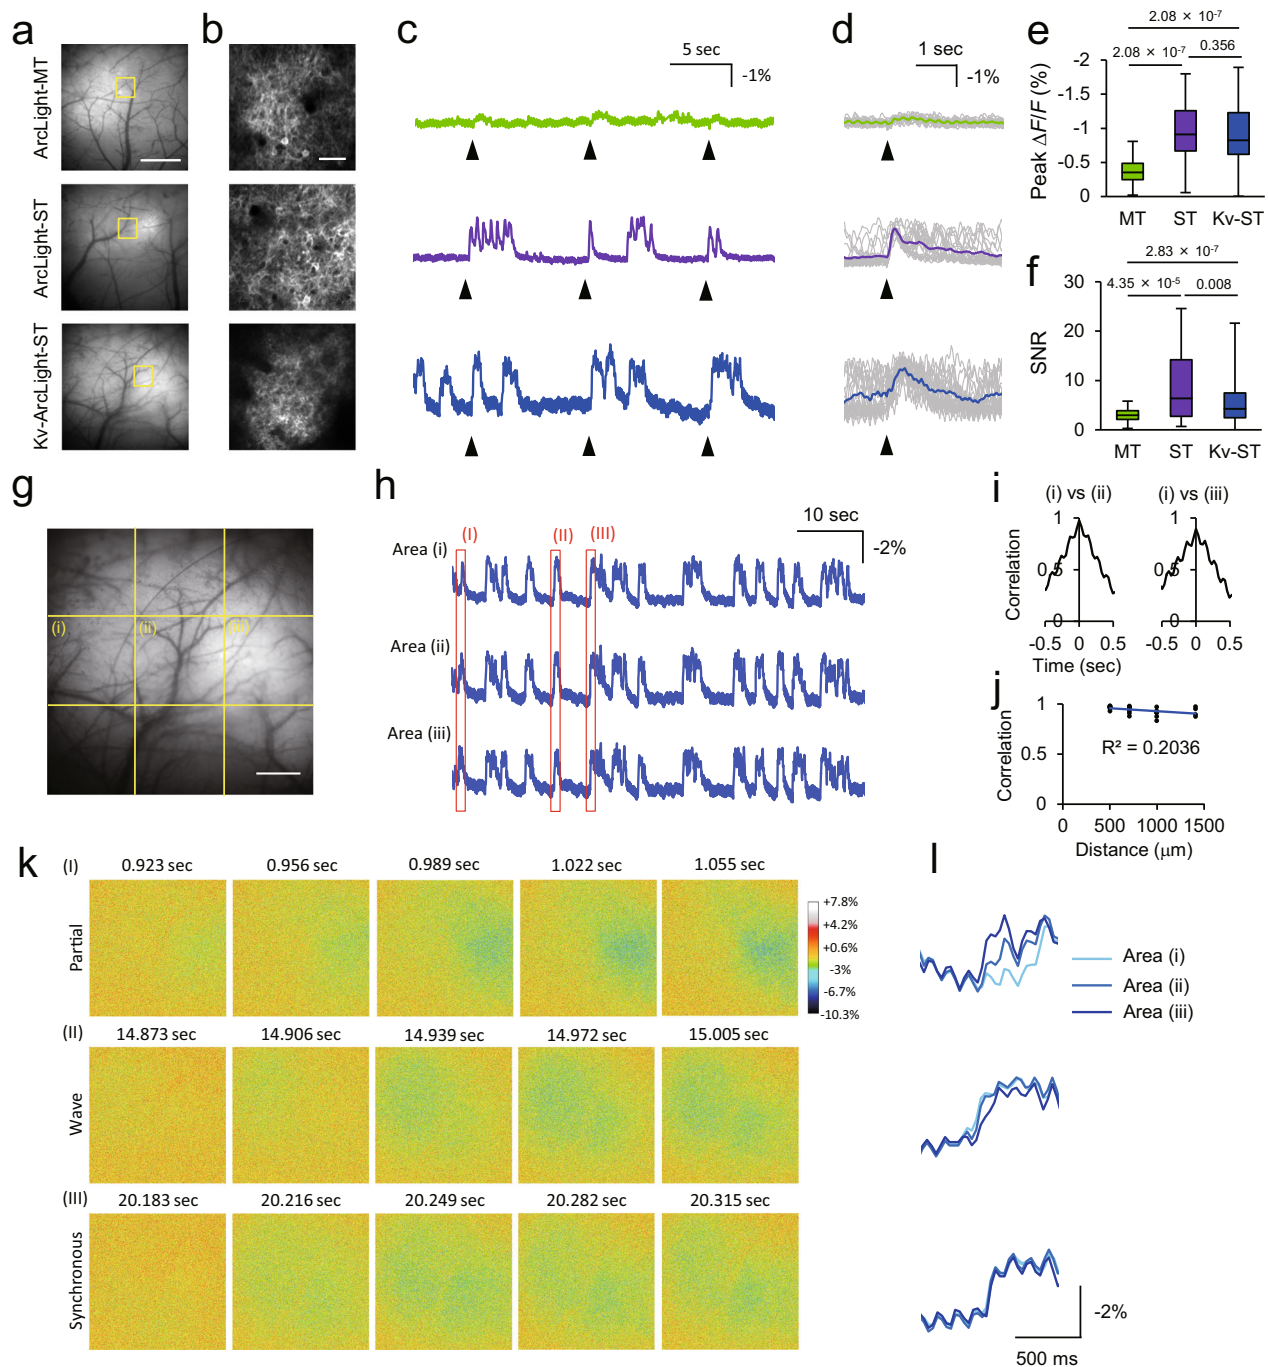 a
b
c
d
e
ArcLight-MT
ArcLight-ST
Kv-ArcLight-ST
5 sec
-1%
1 sec
-1%
2.08 × 10⁻⁷
2.08 × 10⁻⁷
0.356
Peak ΔF/F (%)
-2
-1.5
-1
-0.5
0
MT
ST
Kv-ST
f
2.83 × 10⁻⁷
4.35 × 10⁻⁵
0.008
SNR
30
20
10
0
MT
ST
Kv-ST
g
(i)
(ii)
(iii)
h
(I)
(II)
(III)
10 sec
-2%
Area (i)
Area (ii)
Area (iii)
i
(i) vs (ii)
(i) vs (iii)
Correlation
1
0.5
0
-0.5
0
0.5
1
0.5
0
-0.5
0
0.5
Time (sec)
j
Correlation
1
0.5
0
R² = 0.2036
0
500
1000
1500
Distance (μm)
k
(I)
Partial
0.923 sec
0.956 sec
0.989 sec
1.022 sec
1.055 sec
+7.8%
+4.2%
+0.6%
-3%
-6.7%
-10.3%
(II)
Wave
14.873 sec
14.906 sec
14.939 sec
14.972 sec
15.005 sec
(III)
Synchronous
20.183 sec
20.216 sec
20.249 sec
20.282 sec
20.315 sec
l
Area (i)
Area (ii)
Area (iii)
-2%
500 ms